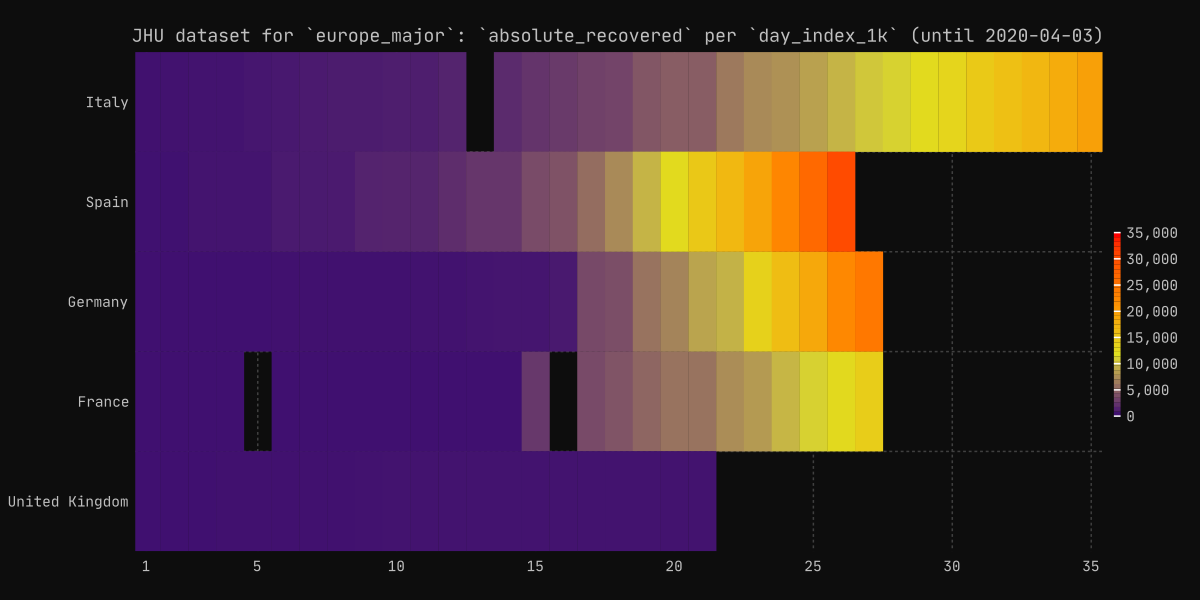 JHU dataset for `europe_major`: `absolute_recovered` per `day_index_1k` (until 2020-04-03)
Italy
Spain
Germany
France
United Kingdom
1 5 10 15 20 25 30 35
35,000
30,000
25,000
20,000
15,000
10,000
5,000
0